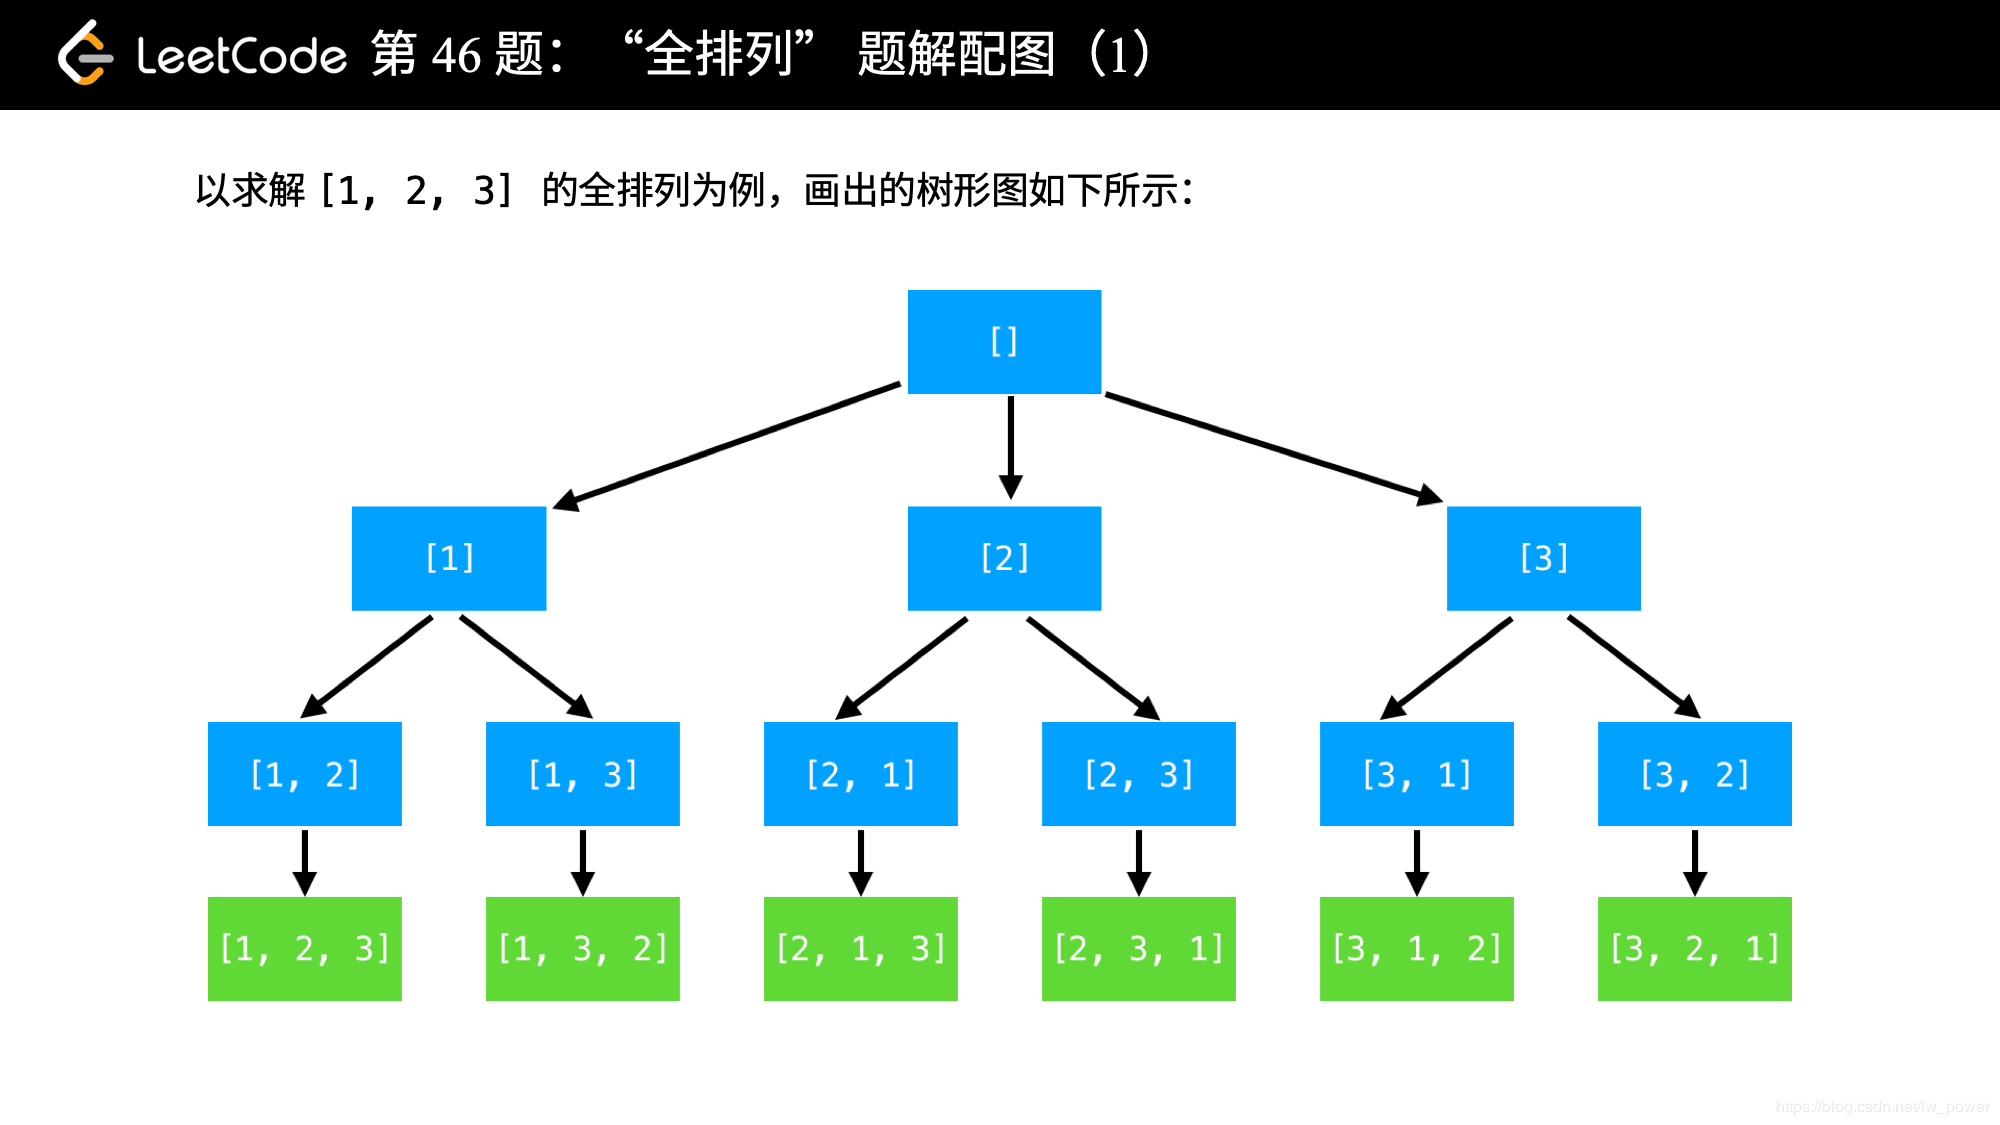 LeetCode 第 46 题：“全排列” 题解配图（1）
以求解 [1, 2, 3] 的全排列为例，画出的树形图如下所示：
[]
[1] [2] [3]
[1, 2] [1, 3] [2, 1] [2, 3] [3, 1] [3, 2]
[1, 2, 3] [1, 3, 2] [2, 1, 3] [2, 3, 1] [3, 1, 2] [3, 2, 1]
https://blog.csdn.net/lw_power